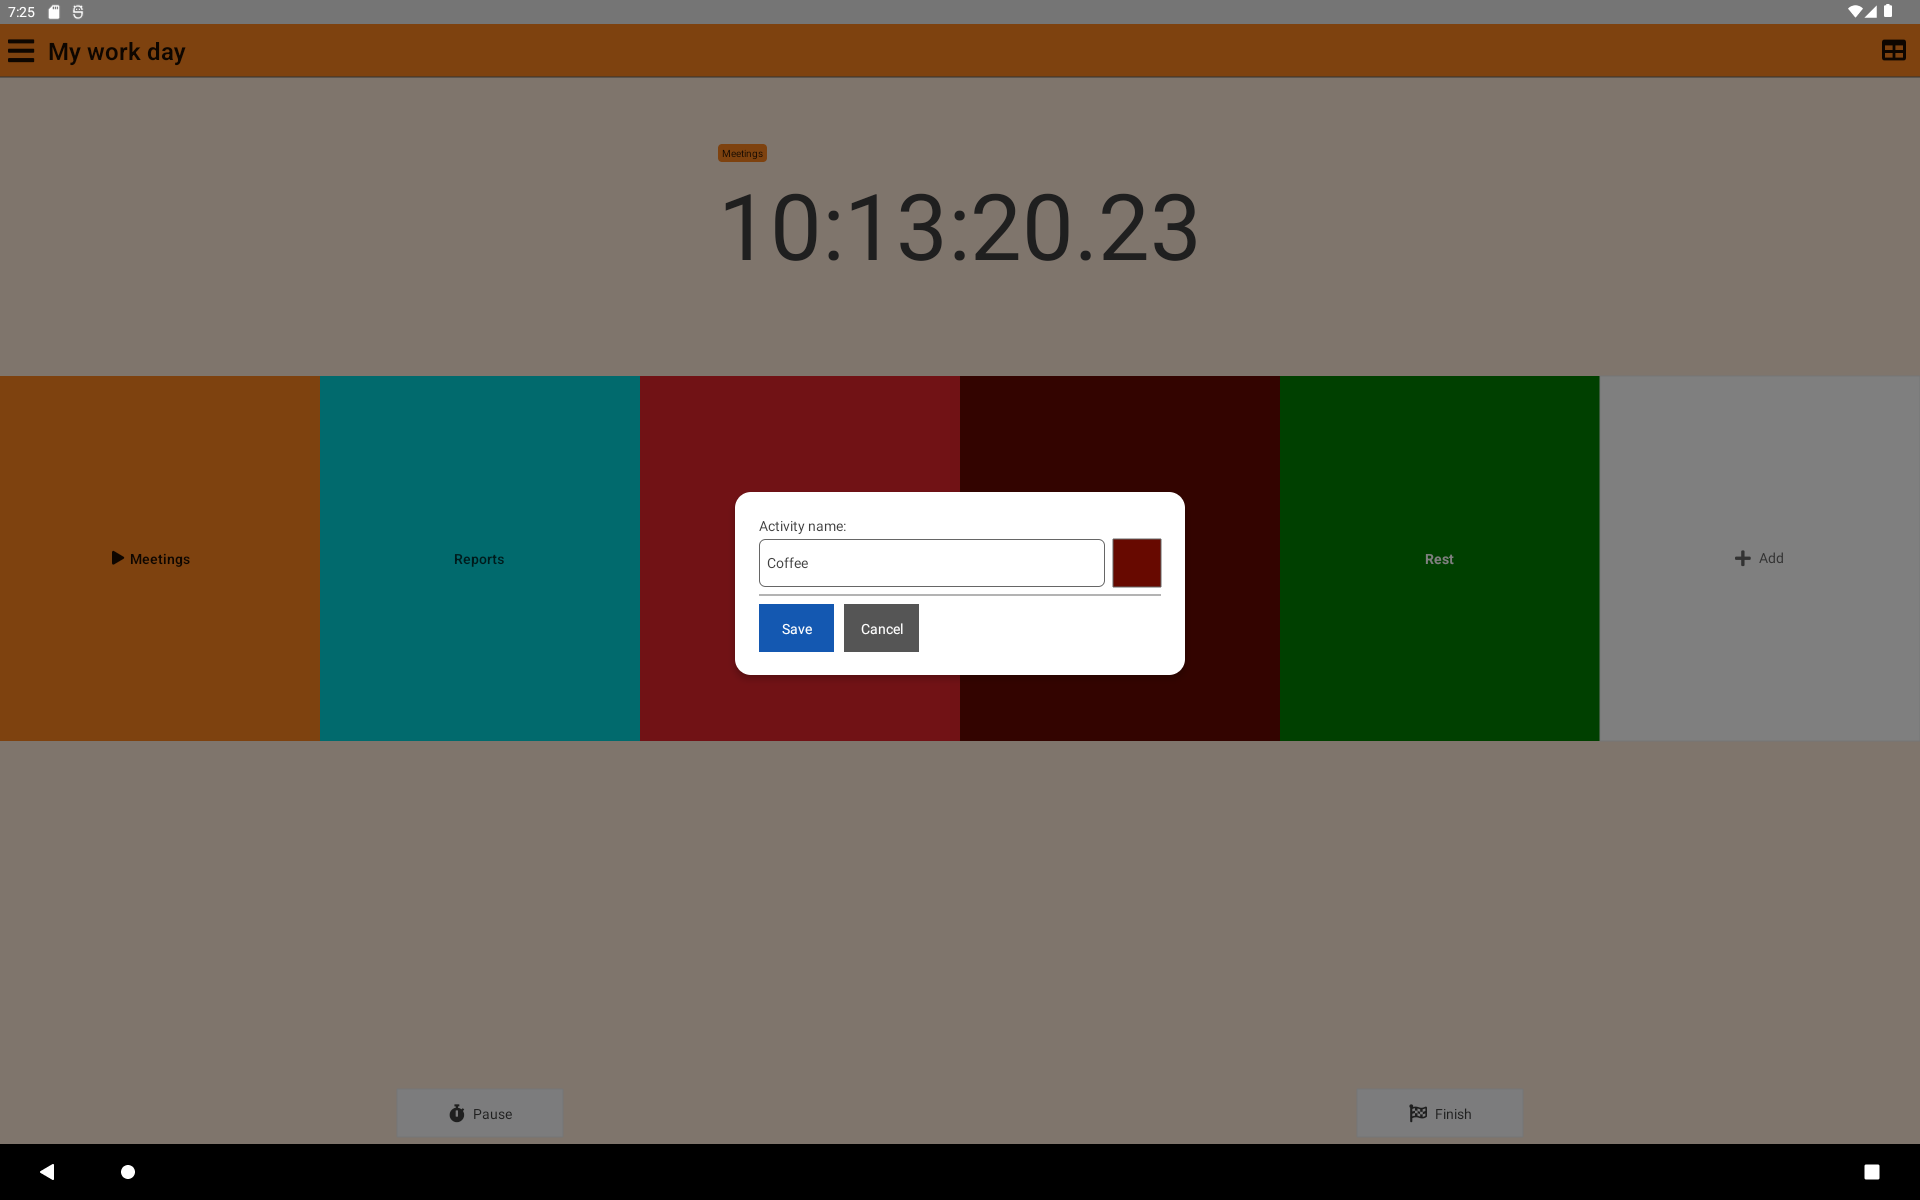 7:25
My work day
Meetings
10:13:20.23
Meetings
Reports
Rest
Add
Activity name:
Coffee
Save
Cancel
Pause
Finish